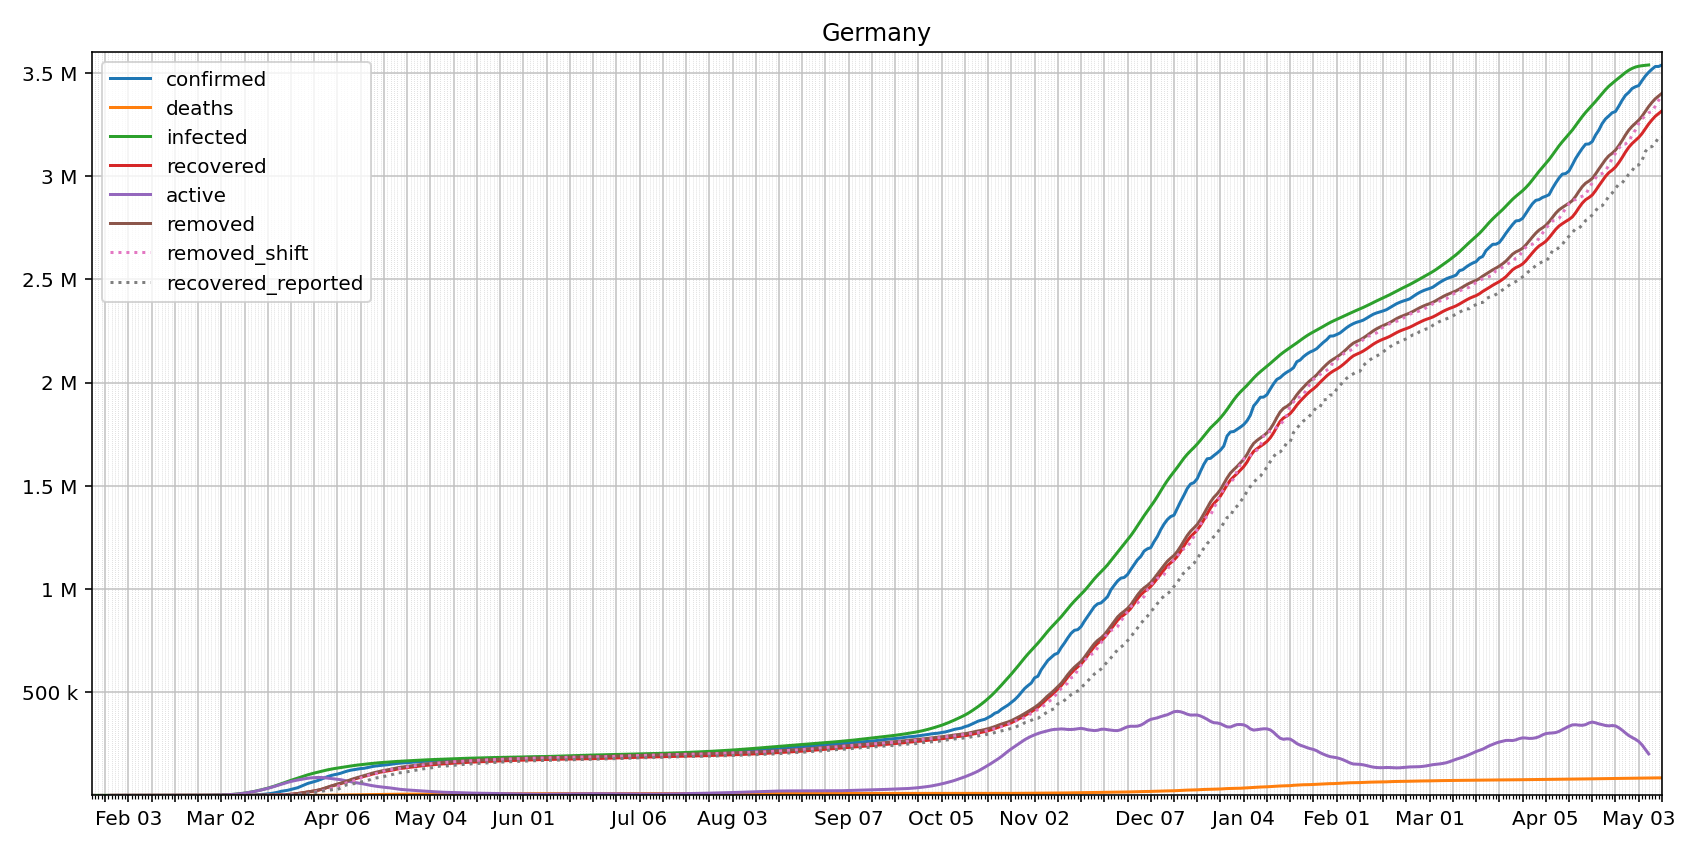 Germany
3.5 M
3 M
2.5 M
2 M
1.5 M
1 M
500 k
confirmed
deaths
infected
recovered
active
removed
removed_shift
recovered_reported
Feb 03 Mar 02 Apr 06 May 04 Jun 01 Jul 06 Aug 03 Sep 07 Oct 05 Nov 02 Dec 07 Jan 04 Feb 01 Mar 01 Apr 05 May 03